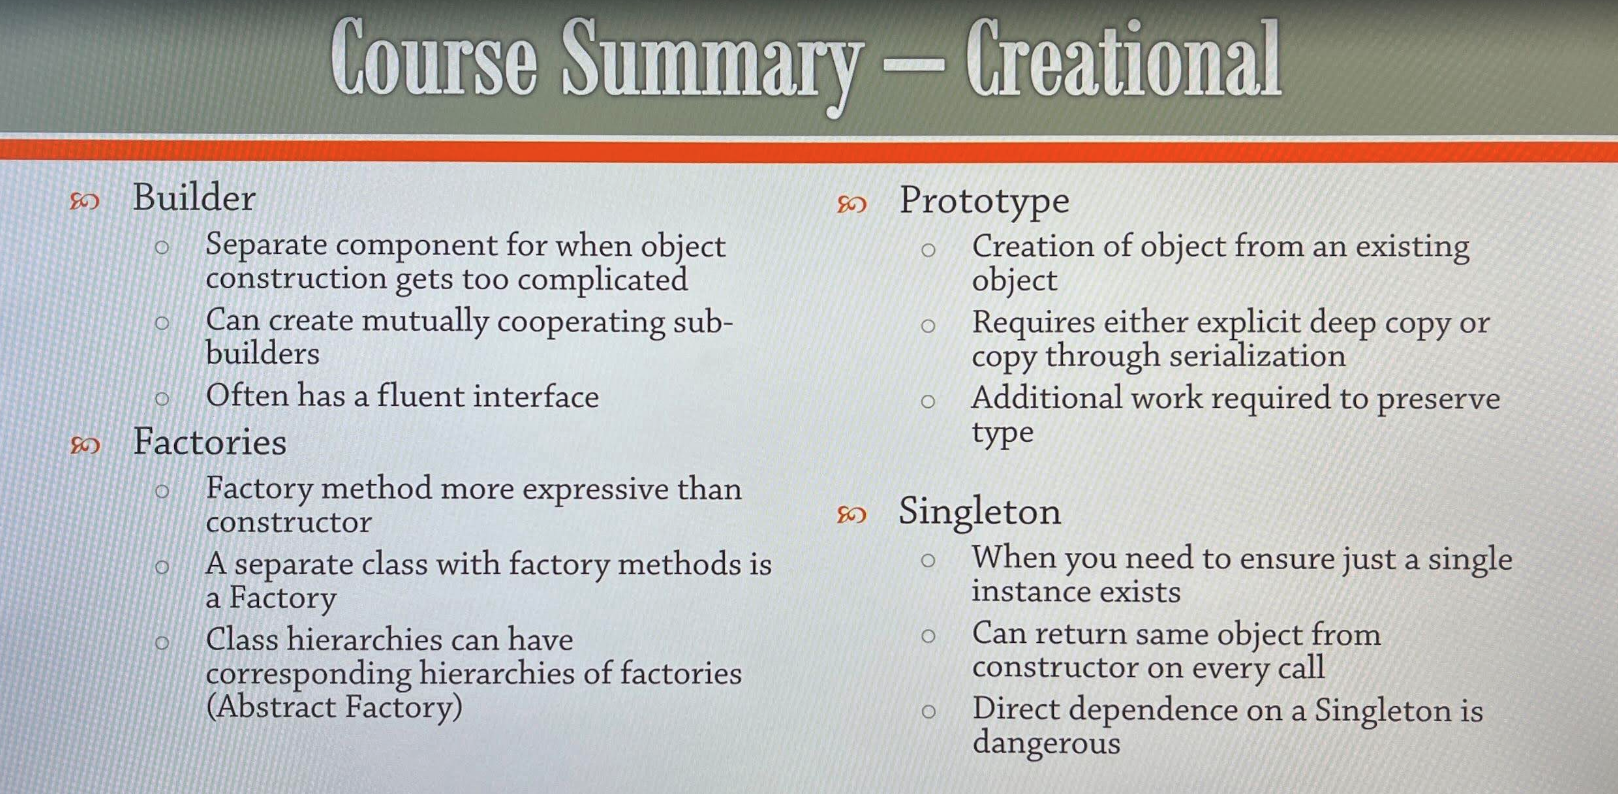 Course Summary – Creational
Builder
Separate component for when object
construction gets too complicated
Can create mutually cooperating sub-
builders
Often has a fluent interface
Factories
Factory method more expressive than
constructor
A separate class with factory methods is
a Factory
Class hierarchies can have
corresponding hierarchies of factories
(Abstract Factory)
Prototype
Creation of object from an existing
object
Requires either explicit deep copy or
copy through serialization
Additional work required to preserve
type
Singleton
When you need to ensure just a single
instance exists
Can return same object from
constructor on every call
Direct dependence on a Singleton is
dangerous